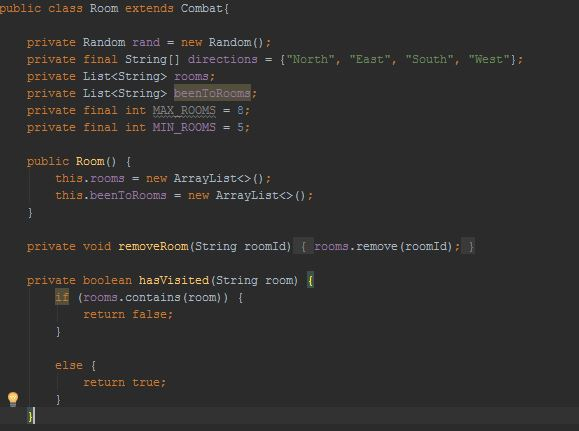 public class Room extends Combat{
private Random rand = new Random();
private final String[] directions = {"North", "East", "South", "West"};
private List<String> rooms;
private List<String> beenToRooms;
private final int MAX_ROOMS = 8;
private final int MIN_ROOMS = 5;
public Room() {
this.rooms = new ArrayList<>();
this.beenToRooms = new ArrayList<>();
}
private void removeRoom(String roomId) { rooms.remove(roomId); }
private boolean hasVisited(String room) {
if (rooms.contains(room)) {
return false;
}
else {
return true;
}
}